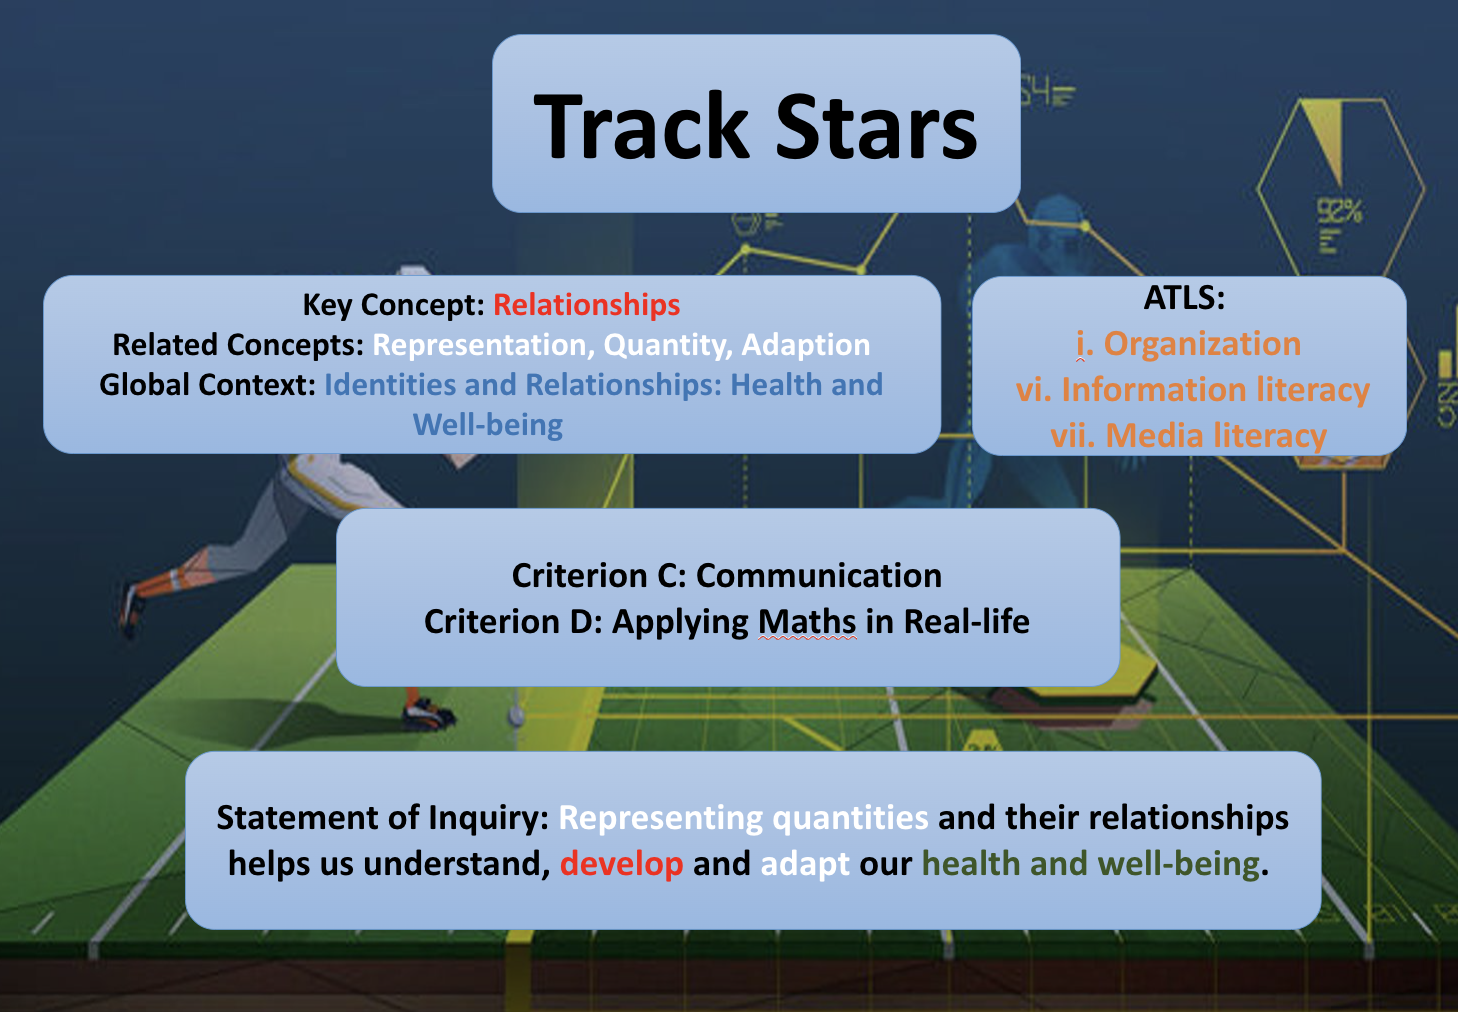 Track Stars
54
92%
Key Concept: Relationships
Related Concepts: Representation, Quantity, Adaption
Global Context: Identities and Relationships: Health and
Well-being
ATLS:
i. Organization
vi. Information literacy
vii. Media literacy
Criterion C: Communication
Criterion D: Applying Maths in Real-life
Statement of Inquiry: Representing quantities and their relationships
helps us understand, develop and adapt our health and well-being.